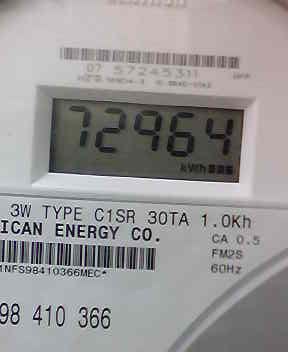 07 57245311
72964
kWh
3W TYPE C1SR 30TA 1.0Kh
ICAN ENERGY CO.
CA 0.5
FM2S
60Hz
1NFS98410366MEC*
98 410 366